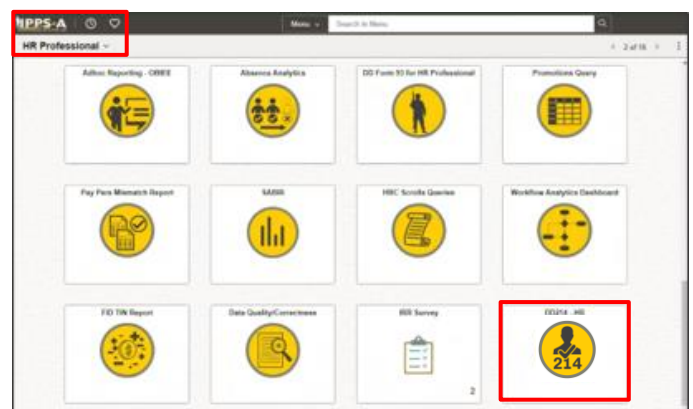 IPPS-A
Menu
Search in Menu
HR Professional
2 of 16
Adhoc Reporting - OBIEE
Absence Analytics
DD Form 93 for HR Professional
Promotions Query
Pay Pers Mismatch Report
SABIR
HRC Scrolls Queries
Workflow Analytics Dashboard
FID TIN Report
Data Quality/Correctness
IRR Survey
DD214 - HR
214
2